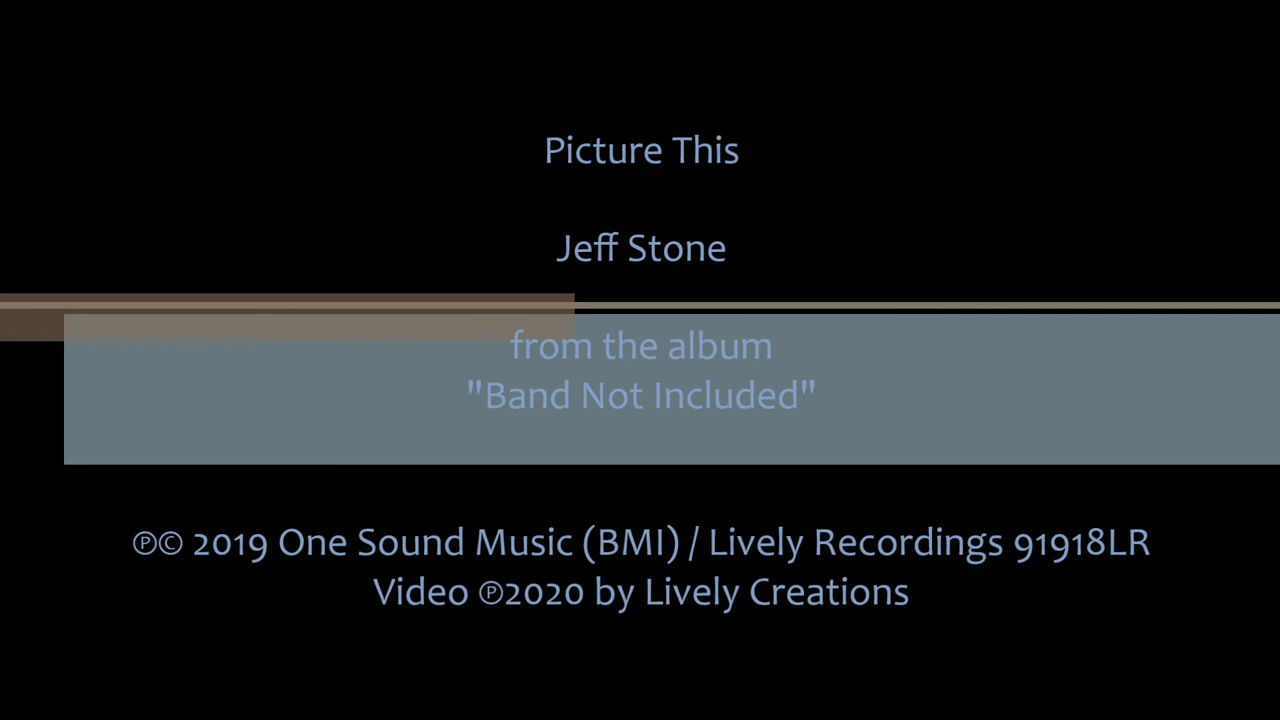 Picture This
Jeff Stone
from the album
"Band Not Included"
℗© 2019 One Sound Music (BMI) / Lively Recordings 91918LR
Video ℗2020 by Lively Creations